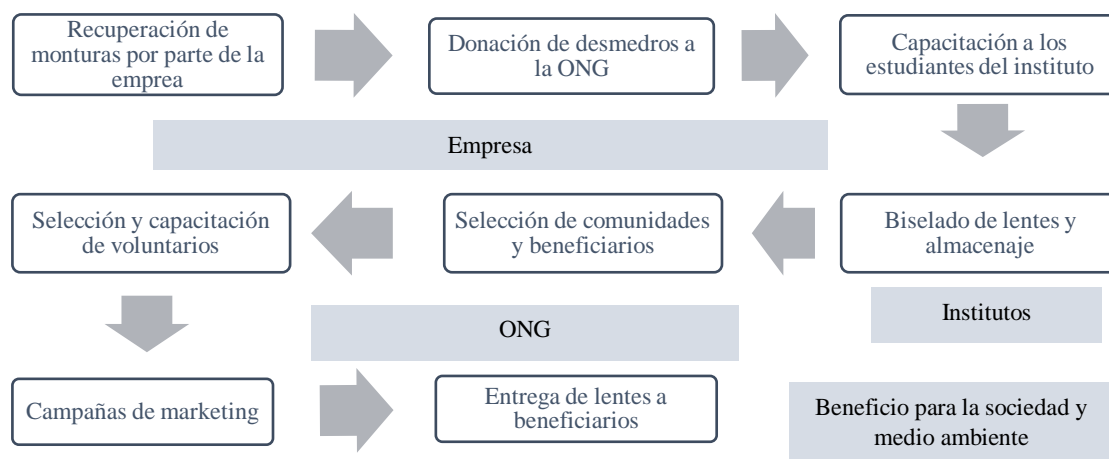 Recuperación de
monturas por parte de la
emprea
Donación de desmedros a
la ONG
Capacitación a los
estudiantes del instituto
Empresa
Selección y capacitación
de voluntarios
Selección de comunidades
y beneficiarios
Biselado de lentes y
almacenaje
Institutos
ONG
Campañas de marketing
Entrega de lentes a
beneficiarios
Beneficio para la sociedad y
medio ambiente